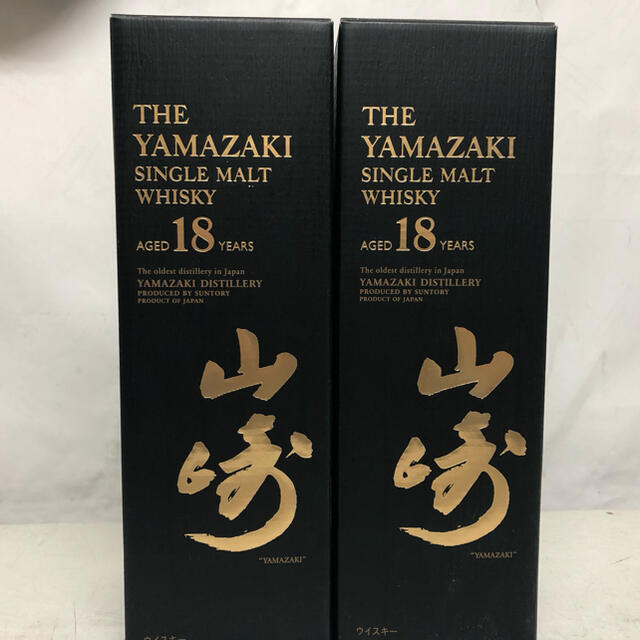 THE
YAMAZAKI
SINGLE MALT
WHISKY
AGED 18 YEARS
The oldest distillery in Japan
YAMAZAKI DISTILLERY
PRODUCED BY SUNTORY
PRODUCT OF JAPAN
山崎
"YAMAZAKI"
ウイスキー
THE
YAMAZAKI
SINGLE MALT
WHISKY
AGED 18 YEARS
The oldest distillery in Japan
YAMAZAKI DISTILLERY
PRODUCED BY SUNTORY
PRODUCT OF JAPAN
山崎
"YAMAZAKI"
ウイスキー